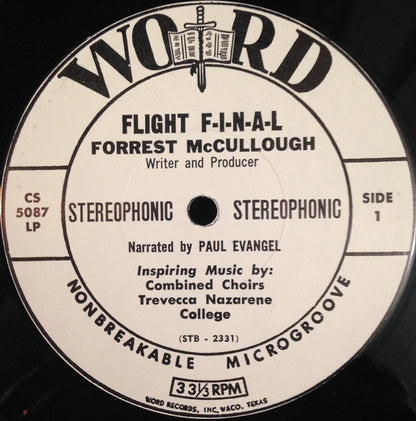 WORD
FLIGHT F-I-N-A-L
FORREST McCULLOUGH
Writer and Producer
CS
5087
LP
STEREOPHONIC STEREOPHONIC
SIDE
1
Narrated by PAUL EVANGEL
Inspiring Music by:
Combined Choirs
Trevecca Nazarene
College
(STB - 2331)
NONBREAKABLE MICROGROOVE
33⅓ RPM
WORD RECORDS, INC. WACO, TEXAS